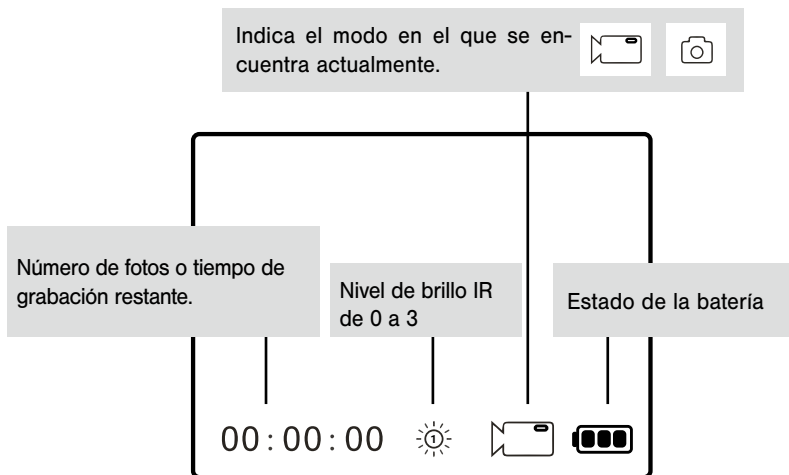 Indica el modo en el que se en-
cuentra actualmente.
Número de fotos o tiempo de
grabación restante.
Nivel de brillo IR
de 0 a 3
Estado de la batería
00:00:00
1